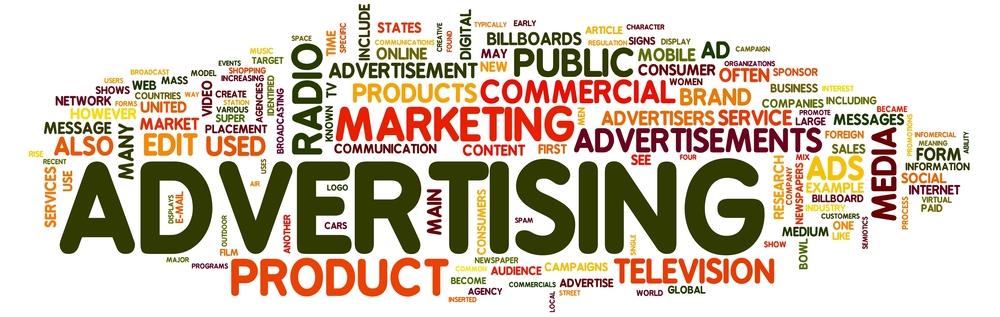 INCLUDE
STATES
CREATIVE
FOUND
DIGITAL
TYPICALLY
EARLY
ARTICLE
CHARACTER
SPACE
TIME
SPECIFIC
COMMUNICATIONS
ONLINE
BILLBOARDS
REGULATION
SIGNS
DISPLAY
MUSIC
TARGET
RADIO
MAY
NEW
PUBLIC
MOBILE
AD
CAMPAIGN
EVENTS
SHOPPING
ADVERTISEMENT
CONSUMER
ORGANIZATIONS
OFTEN
SPONSOR
BROADCAST
USERS
WEB
MASS
MODEL
INCREASING
WOMEN
SHOWS
COUNTRIES
WAY
VIDEO
CREATE
AGENCIES
IDENTIFIED
KNOWN
TV
PRODUCTS
COMMERCIAL
BRAND
BUSINESS
INTEREST
NETWORK
FORMS
UNITED
STATION
VARIOUS
BROADCASTING
COMPANIES
INCLUDING
HOWEVER
MARKET
SUPER
MARKETING
MEN
ADVERTISERS
SERVICE
PROMOTE
LARGE
MESSAGES
BECAME
MESSAGE
MANY
PLACEMENT
ADVERTISEMENTS
FOREIGN
PROMOTIONS
INFOMERCIAL
ABILITY
ALSO
EDIT
USED
COMMUNICATION
CONTENT
FIRST
SALES
MEDIA
MEANING
FORM
RISE
RECENT
USES
SEE
FOUR
RESEARCH
COMPANY
MIX
NEWSPAPERS
ADS
INFORMATION
SERVICES
USE
ADVERTISING
AIR
LOGO
EXAMPLE
SOCIAL
INTERNET
DISPLAYS
E-MAIL
MAIN
CONSUMERS
BILLBOARD
VIRTUAL
PAID
INDUSTRY
PROCESS
OUTDOOR
ANOTHER
CARS
SPAM
SINGLE
CUSTOMERS
ONE
LIKE
SEMIOTICS
MEDIUM
FILM
SHOW
BOWL
MAJOR
PROGRAMS
PRODUCT
NEWSPAPER
COMMON
AUDIENCE
CAMPAIGNS
TELEVISION
BECOME
AGENCY
COMMERCIALS
ADVERTISE
WORLD
GLOBAL
INSERTED
LOCAL
STREET